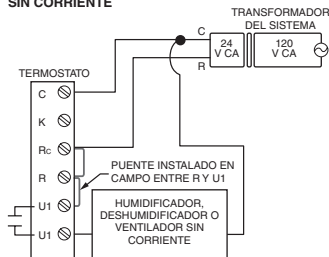 SIN CORRIENTE
TRANSFORMADOR
DEL SISTEMA
C
24
V CA
120
V CA
R
TERMOSTATO
C
K
Rc
R
U1
U1
PUENTE INSTALADO EN
CAMPO ENTRE R Y U1
HUMIDIFICADOR,
DESHUMIDIFICADOR O
VENTILADOR SIN
CORRIENTE